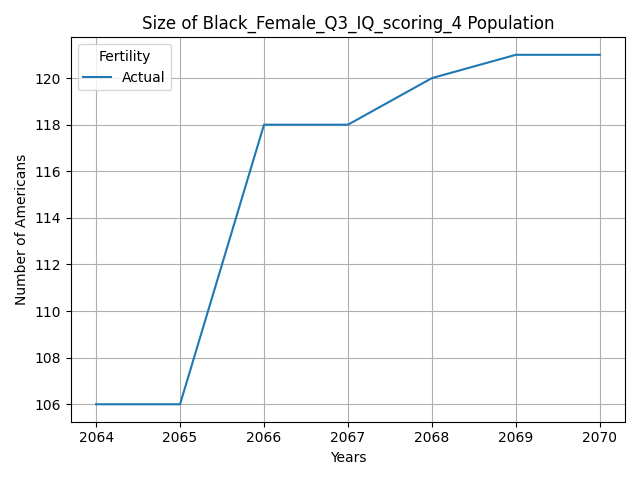 Size of Black_Female_Q3_IQ_scoring_4 Population
Fertility
Actual
Number of Americans
120
118
116
114
112
110
108
106
2064 2065 2066 2067 2068 2069 2070
Years